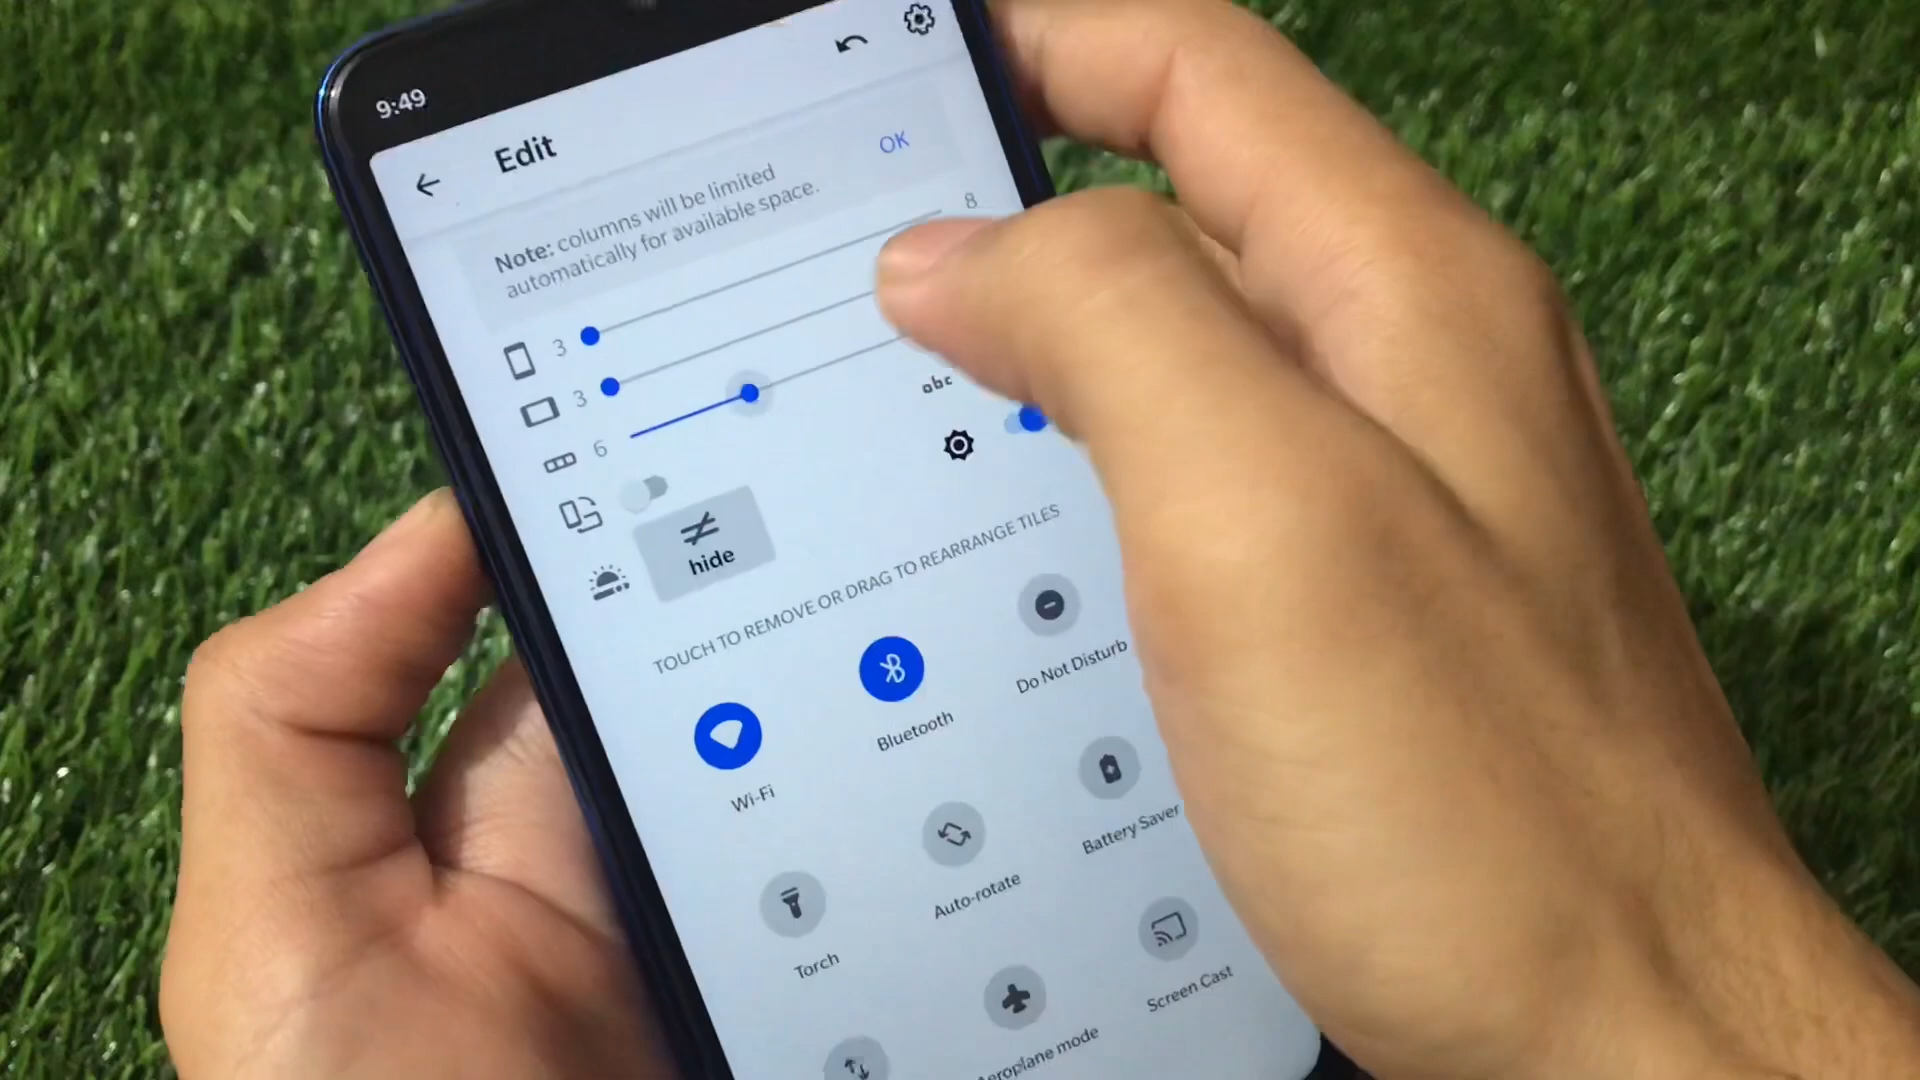 9:49
Edit
Note: columns will be limited
automatically for available space.
OK
3
8
3
6
abc
hide
TOUCH TO REMOVE OR DRAG TO REARRANGE TILES
Wi-Fi
Bluetooth
Do Not Disturb
Torch
Auto-rotate
Battery Saver
Aeroplane mode
Screen Cast